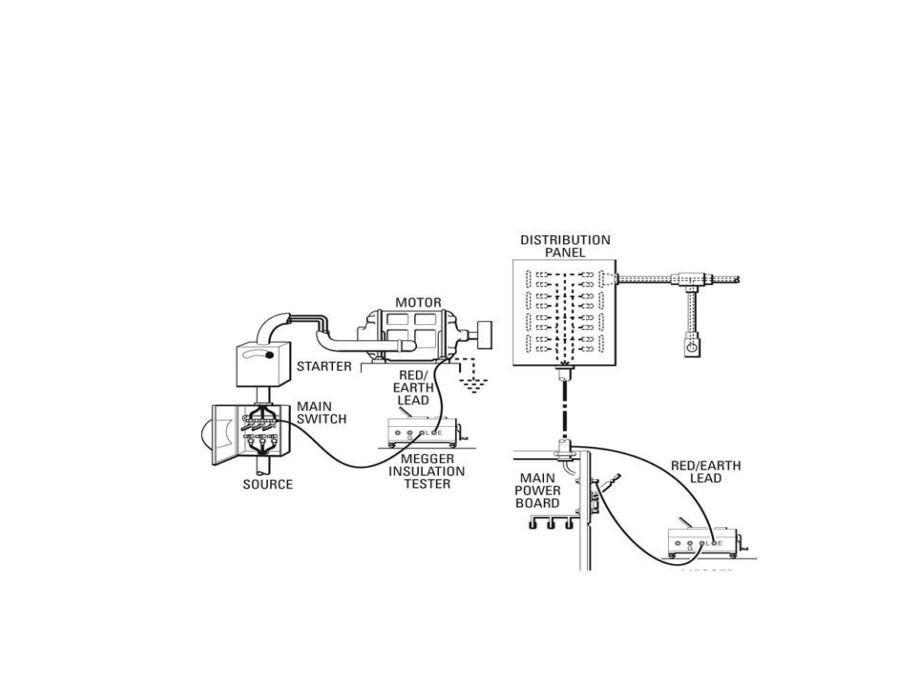 DISTRIBUTION
PANEL
MOTOR
STARTER
RED/
EARTH
LEAD
MAIN
SWITCH
MEGGER
INSULATION
TESTER
SOURCE
G L E
MAIN
POWER
BOARD
RED/EARTH
LEAD
G L E